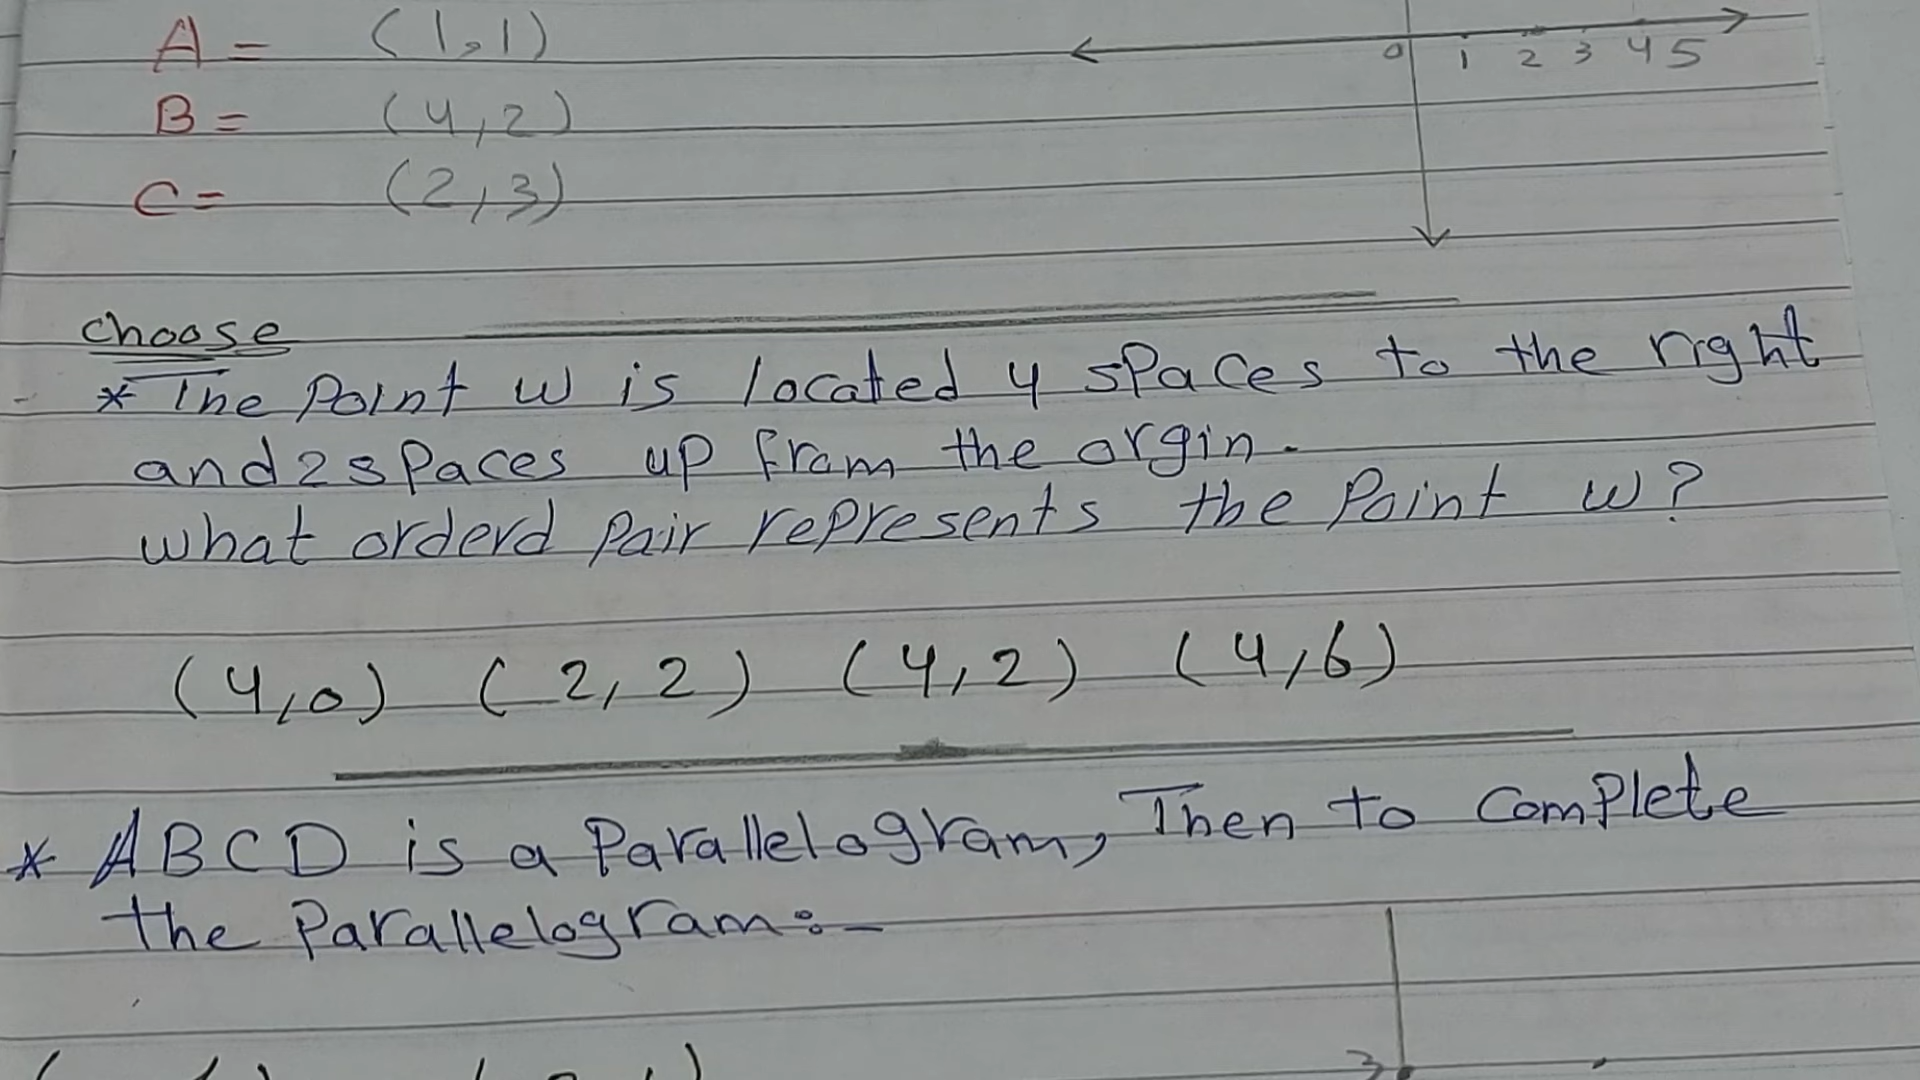 A = (1,1)
0 1 2 3 4 5
B = (4,2)
C = (2,3)
choose
* The Point w is located 4 spaces to the right
and 2 spaces up from the orgin.
what orderd pair represents the Point w?
(4,0) (2,2) (4,2) (4,6)
* ABCD is a Parallelogram, Then to complete
the Parallelogram:-
3